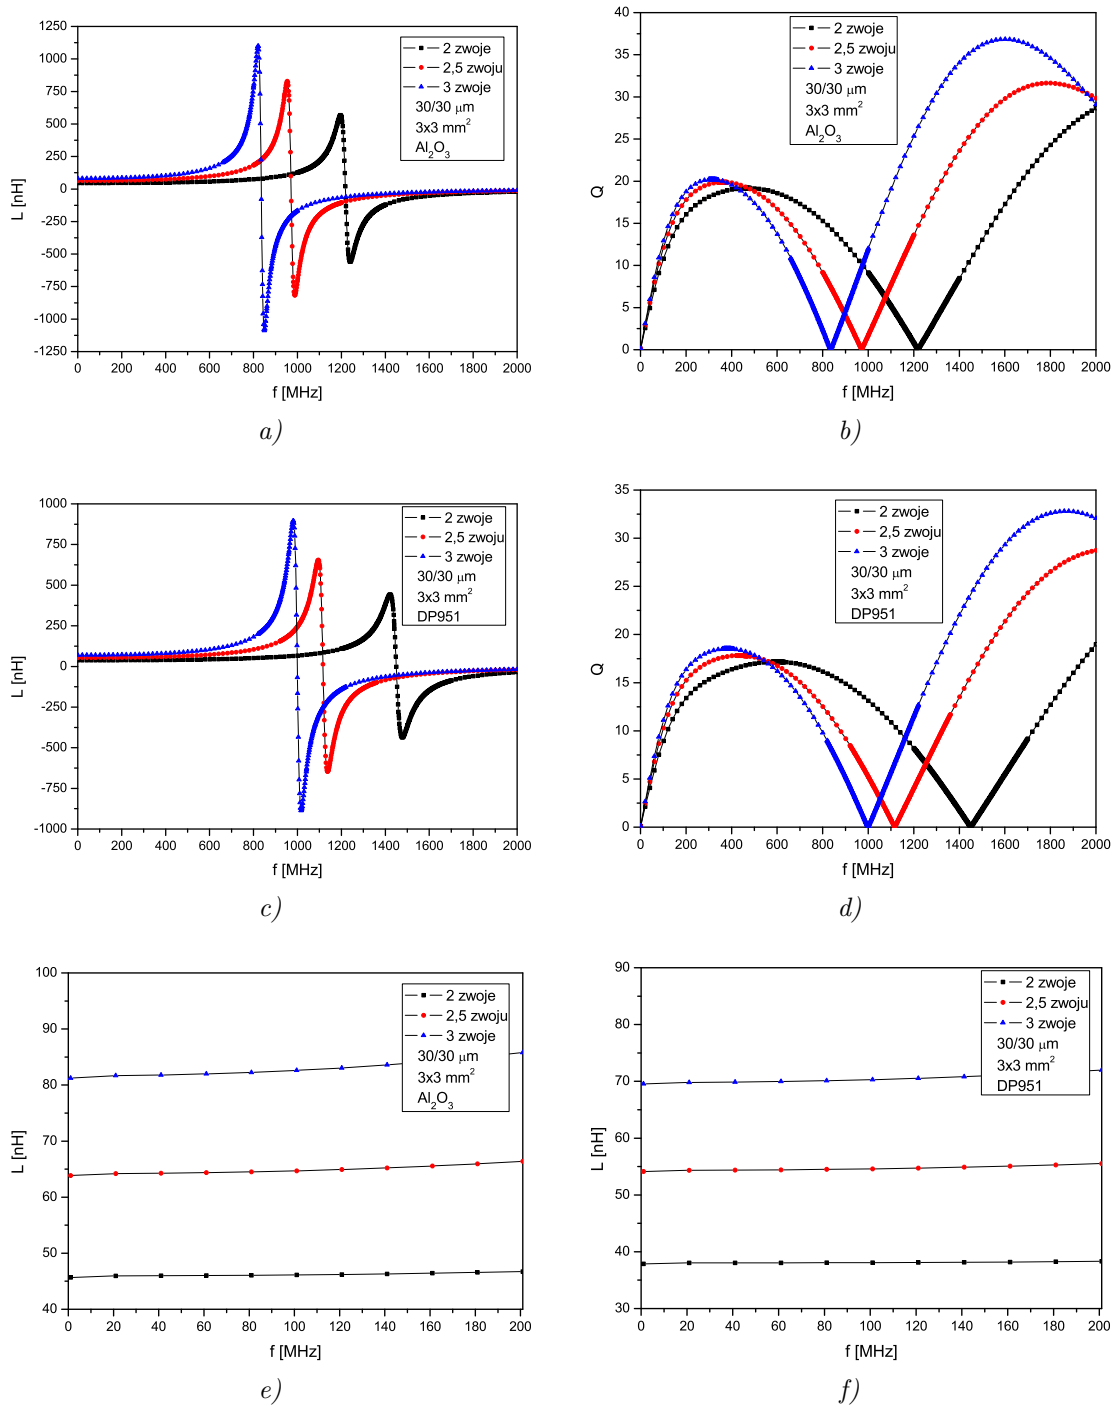 1250
1000
750
500
250
0
-250
-500
-750
-1000
-1250
L [nH]
2 zwoje
2,5 zwoju
3 zwoje
30/30 μm
3x3 mm²
Al₂O₃
0 200 400 600 800 1000 1200 1400 1600 1800 2000
f [MHz]
a)
Q
40
35
30
25
20
15
10
5
0
Q
2 zwoje
2,5 zwoju
3 zwoje
30/30 μm
3x3 mm²
Al₂O₃
0 200 400 600 800 1000 1200 1400 1600 1800 2000
f [MHz]
b)
1000
750
500
250
0
-250
-500
-750
-1000
L [nH]
2 zwoje
2,5 zwoju
3 zwoje
30/30 μm
3x3 mm²
DP951
0 200 400 600 800 1000 1200 1400 1600 1800 2000
f [MHz]
c)
35
30
25
20
15
10
5
0
Q
2 zwoje
2,5 zwoju
3 zwoje
30/30 μm
3x3 mm²
DP951
0 200 400 600 800 1000 1200 1400 1600 1800 2000
f [MHz]
d)
100
90
80
70
60
50
40
L [nH]
2 zwoje
2,5 zwoju
3 zwoje
30/30 μm
3x3 mm²
Al₂O₃
0 20 40 60 80 100 120 140 160 180 200
f [MHz]
e)
90
80
70
60
50
40
30
L [nH]
2 zwoje
2,5 zwoju
3 zwoje
30/30 μm
3x3 mm²
DP951
0 20 40 60 80 100 120 140 160 180 200
f [MHz]
f)